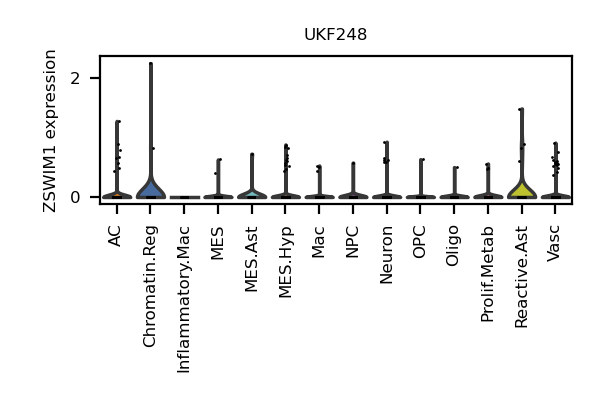 UKF248
ZSWIM1 expression
2
0
AC
Chromatin.Reg
Inflammatory.Mac
MES
MES.Ast
MES.Hyp
Mac
NPC
Neuron
OPC
Oligo
Prolif.Metab
Reactive.Ast
Vasc